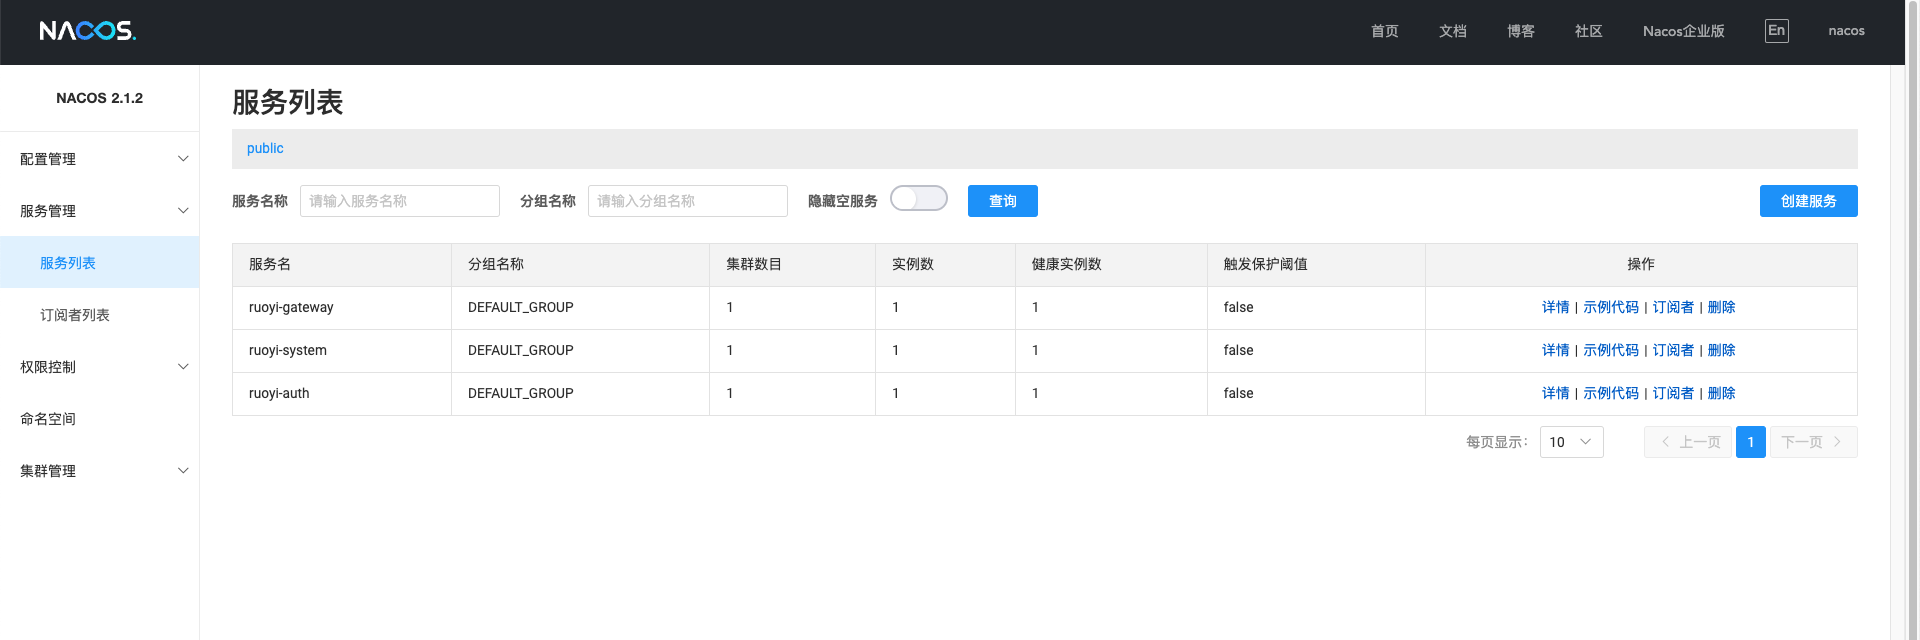 NACOS. 首页 文档 博客 社区 Nacos企业版 En nacos
NACOS 2.1.2
配置管理
服务管理
服务列表
订阅者列表
权限控制
命名空间
集群管理
服务列表
public
服务名称 请输入服务名称 分组名称 请输入分组名称 隐藏空服务 查询 创建服务
服务名 分组名称 集群数目 实例数 健康实例数 触发保护阈值 操作
ruoyi-gateway DEFAULT_GROUP 1 1 1 false 详情 | 示例代码 | 订阅者 | 删除
ruoyi-system DEFAULT_GROUP 1 1 1 false 详情 | 示例代码 | 订阅者 | 删除
ruoyi-auth DEFAULT_GROUP 1 1 1 false 详情 | 示例代码 | 订阅者 | 删除
每页显示： 10 上一页 1 下一页